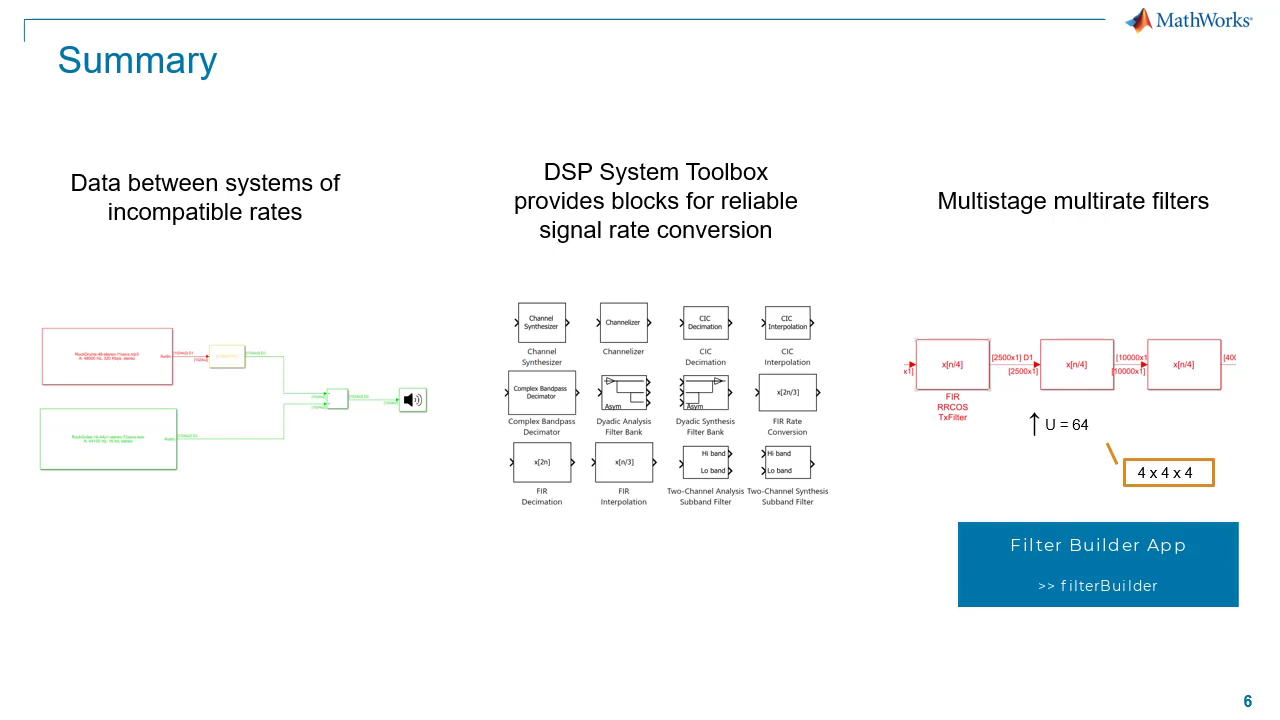 MathWorks®
Summary
Data between systems of
incompatible rates
DSP System Toolbox
provides blocks for reliable
signal rate conversion
Multistage multirate filters
Audio
Audio
Channel
Synthesizer
Channel
Synthesizer
Channelizer
Channelizer
CIC
Decimation
CIC
Decimation
CIC
Interpolation
CIC
Interpolation
Complex Bandpass
Decimator
Complex Bandpass
Decimator
Asym
Dyadic Analysis
Filter Bank
Asym
Dyadic Synthesis
Filter Bank
x[2n/3]
FIR Rate
Conversion
x[2n]
FIR
Decimation
x[n/3]
FIR
Interpolation
Hi band
Lo band
Two-Channel Analysis
Subband Filter
Hi band
Lo band
Two-Channel Synthesis
Subband Filter
x1]
x[n/4]
FIR
RRCOS
TxFilter
[2500x1] D1
[2500x1]
x[n/4]
[10000x1
[10000x1]
x[n/4]
[400
U = 64
4 x 4 x 4
Filter Builder App
>> filterBuilder
6